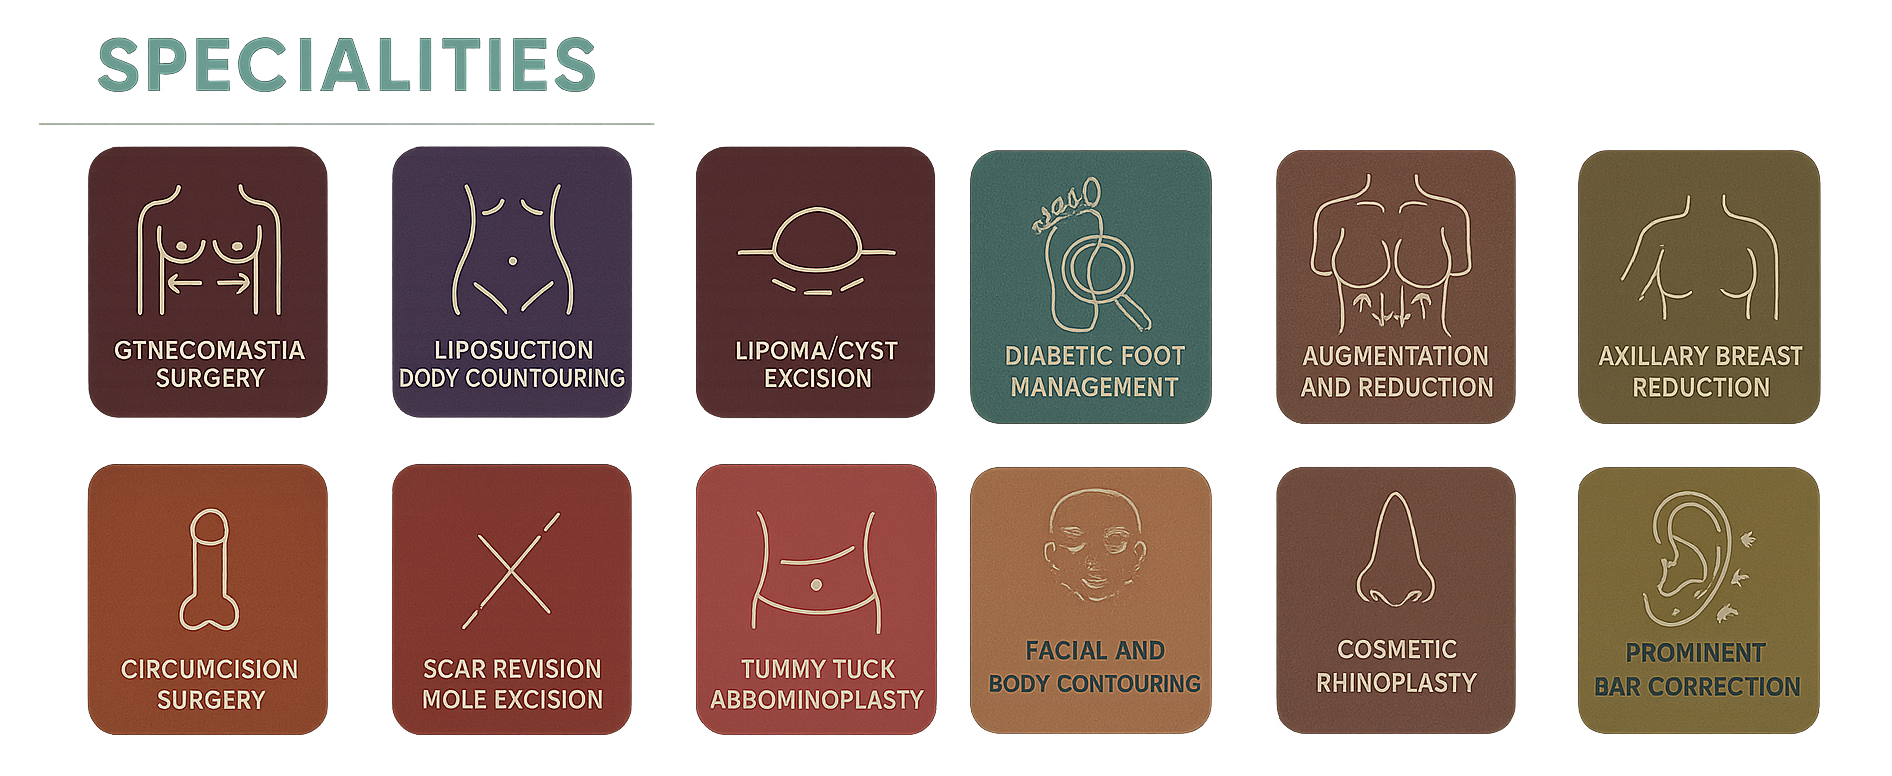 SPECIALITIES
GTNECOMASTIA
SURGERY
LIPOSUCTION
DODY COUNTOURING
LIPOMA/CYST
EXCISION
DIABETIC FOOT
MANAGEMENT
AUGMENTATION
AND REDUCTION
AXILLARY BREAST
REDUCTION
CIRCUMCISION
SURGERY
SCAR REVISION
MOLE EXCISION
TUMMY TUCK
ABBOMINOPLASTY
FACIAL AND
BODY CONTOURING
COSMETIC
RHINOPLASTY
PROMINENT
BAR CORRECTION